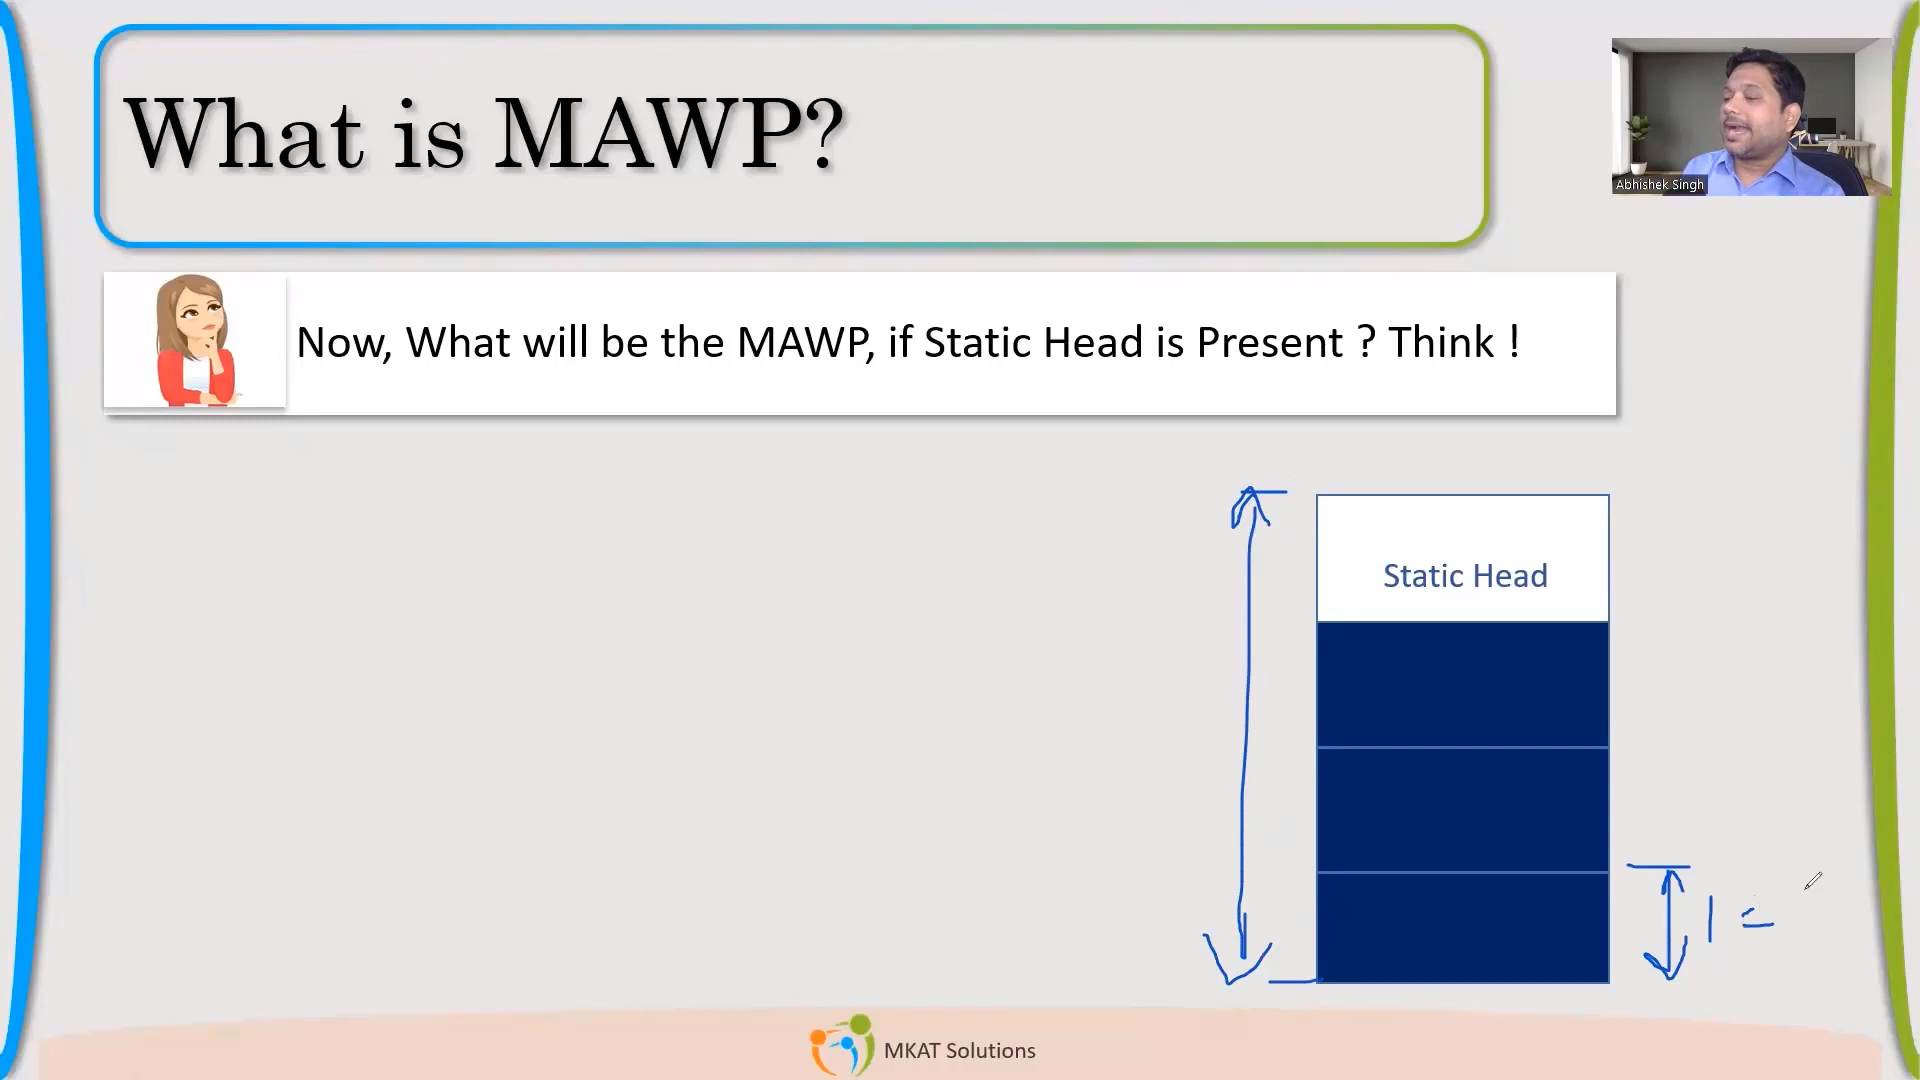 What is MAWP?
Abhishek Singh
Now, What will be the MAWP, if Static Head is Present ? Think !
Static Head
1 =
MKAT Solutions